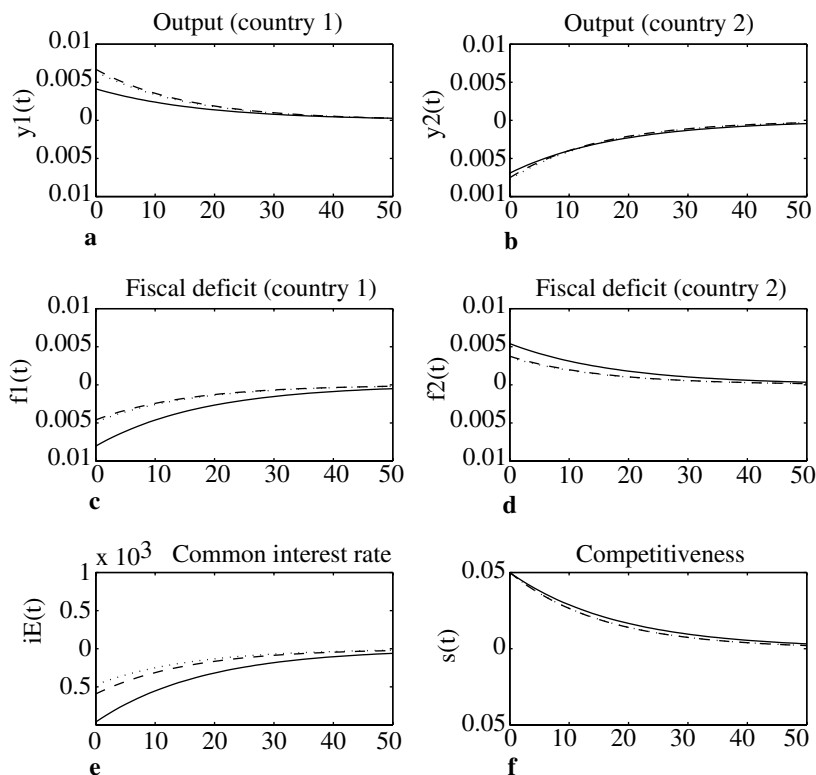 Output (country 1)
0.01
0.005
0
0.005
0.01
y1(t)
0 10 20 30 40 50
a
Output (country 2)
0.01
0.005
0
0.005
0.001
y2(t)
0 10 20 30 40 50
b
Fiscal deficit (country 1)
0.01
0.005
0
0.005
0.01
f1(t)
0 10 20 30 40 50
c
Fiscal deficit (country 2)
0.01
0.005
0
0.005
0.01
f2(t)
0 10 20 30 40 50
d
x 10³ Common interest rate
1
0.5
0
0.5
1
iE(t)
0 10 20 30 40 50
e
Competitiveness
0.05
0
0.05
s(t)
0 10 20 30 40 50
f